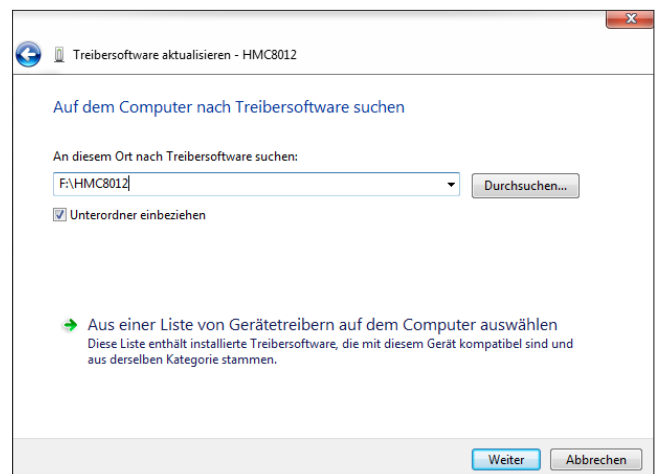 Treibersoftware aktualisieren - HMC8012
Auf dem Computer nach Treibersoftware suchen
An diesem Ort nach Treibersoftware suchen:
F:\HMC8012
Durchsuchen...
Unterordner einbeziehen
Aus einer Liste von Gerätetreibern auf dem Computer auswählen
Diese Liste enthält installierte Treibersoftware, die mit diesem Gerät kompatibel sind und
aus derselben Kategorie stammen.
Weiter
Abbrechen